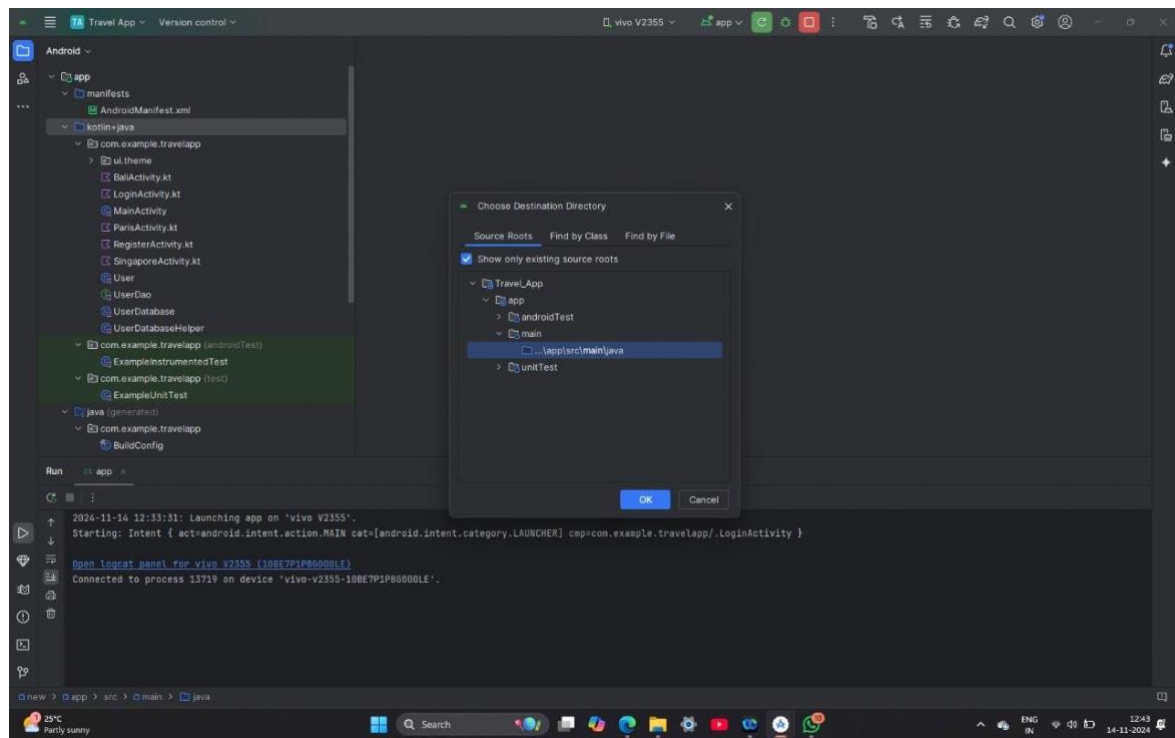 TA Travel App Version control vivo V2355 app
Android
app
manifests
AndroidManifest.xml
kotlin+java
com.example.travelapp
ui.theme
BaliActivity.kt
LoginActivity.kt
MainActivity
ParisActivity.kt
RegisterActivity.kt
SingaporeActivity.kt
User
UserDao
UserDatabase
UserDatabaseHelper
com.example.travelapp (androidTest)
ExampleInstrumentedTest
com.example.travelapp (test)
ExampleUnitTest
java (generated)
com.example.travelapp
BuildConfig
Choose Destination Directory
Source Roots Find by Class Find by File
Show only existing source roots
Travel_App
app
androidTest
main
...\app\src\main\java
unitTest
OK Cancel
Run app
2024-11-14 12:33:31: Launching app on 'vivo V2355'.
Starting: Intent { act=android.intent.action.MAIN cat=[android.intent.category.LAUNCHER] cmp=com.example.travelapp/.LoginActivity }
Open logcat panel for vivo V2355 (10BE7P1P86000LE)
Connected to process 13719 on device 'vivo-v2355-10BE7P1P86000LE'.
new > app > src > main > java
25°C
Partly sunny
Search
ENG
IN
12:43
14-11-2024